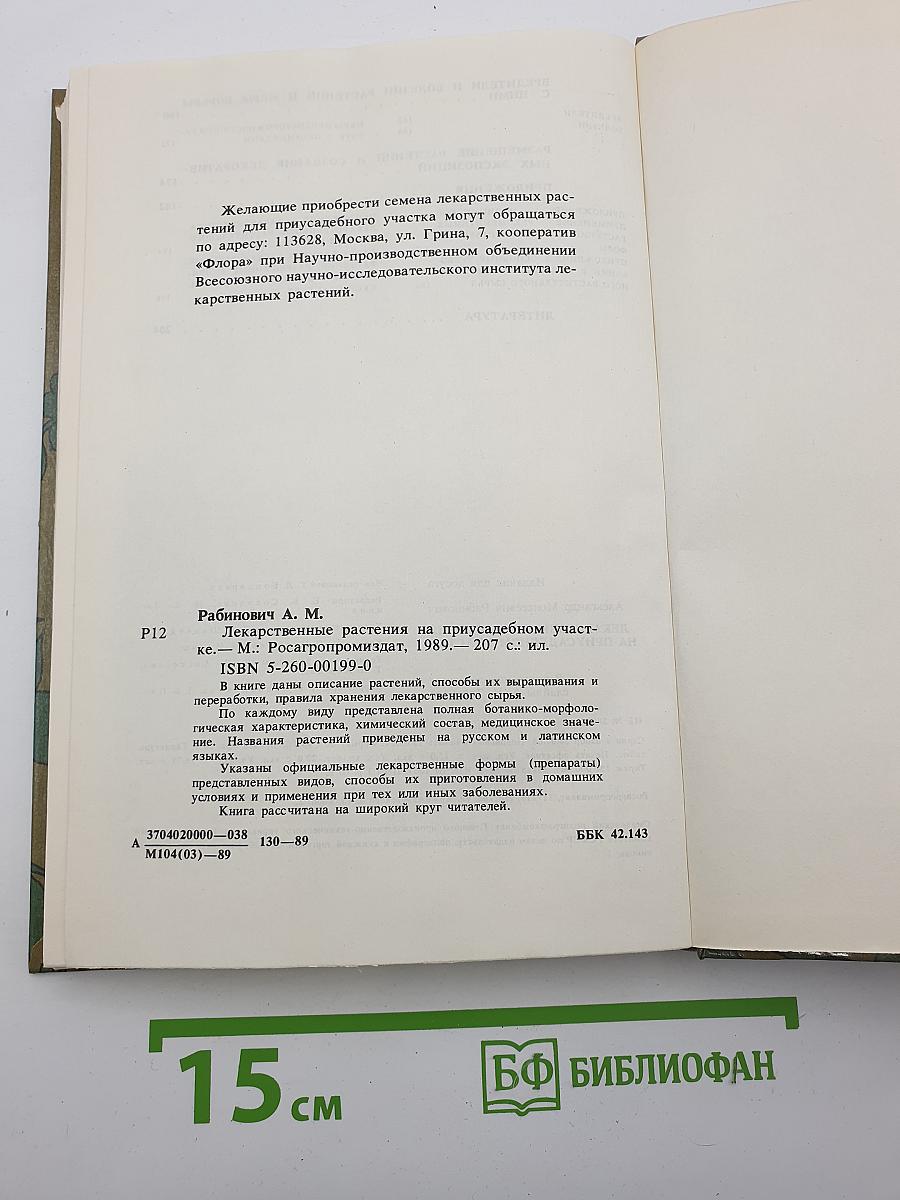 Желающие приобрести семена лекарственных рас-
тений для приусадебного участка могут обращаться
по адресу: 113628, Москва, ул. Грина, 7, кооператив
«Флора» при Научно-производственном объединении
Всесоюзного научно-исследовательского института ле-
карственных растений.
Рабинович А. М.
Р12 Лекарственные растения на приусадебном участ-
ке.— М.: Росагропромиздат, 1989.— 207 с.: ил.
ISBN 5-260-00199-0
В книге даны описание растений, способы их выращивания и
переработки, правила хранения лекарственного сырья.
По каждому виду представлена полная ботанико-морфоло-
гическая характеристика, химический состав, медицинское значе-
ние. Названия растений приведены на русском и латинском
языках.
Указаны официальные лекарственные формы (препараты)
представленных видов, способы их приготовления в домашних
условиях и применения при тех или иных заболеваниях.
Книга рассчитана на широкий круг читателей.
А 3704020000—038 130—89 ББК 42.143
М104(03)—89
15 см БФ БИБЛИОФАН